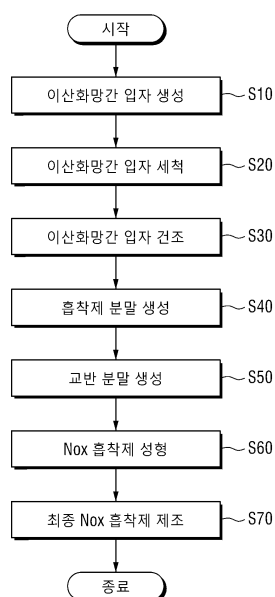 시작
이산화망간 입자 생성 S10
이산화망간 입자 세척 S20
이산화망간 입자 건조 S30
흡착제 분말 생성 S40
교반 분말 생성 S50
Nox 흡착제 성형 S60
최종 Nox 흡착제 제조 S70
종료